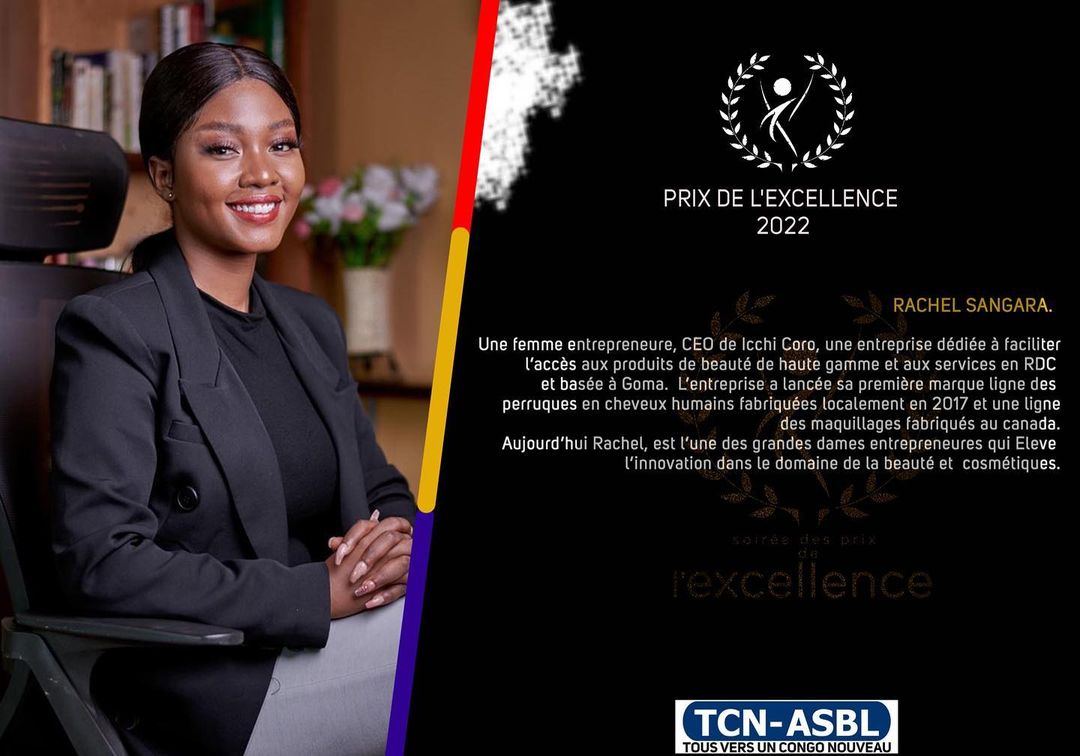 PRIX DE L'EXCELLENCE
2022
RACHEL SANGARA.
Une femme entrepreneure, CEO de Icchi Coro, une entreprise dédiée à faciliter
l'accès aux produits de beauté de haute gamme et aux services en RDC
et basée à Goma. L'entreprise a lancée sa première marque ligne des
perruques en cheveux humains fabriquées localement en 2017 et une ligne
des maquillages fabriqués au canada.
Aujourd'hui Rachel, est l'une des grandes dames entrepreneures qui Eleve
l'innovation dans le domaine de la beauté et cosmétiques.
soirée des prix
de
l'excellence
TCN-ASBL
TOUS VERS UN CONGO NOUVEAU